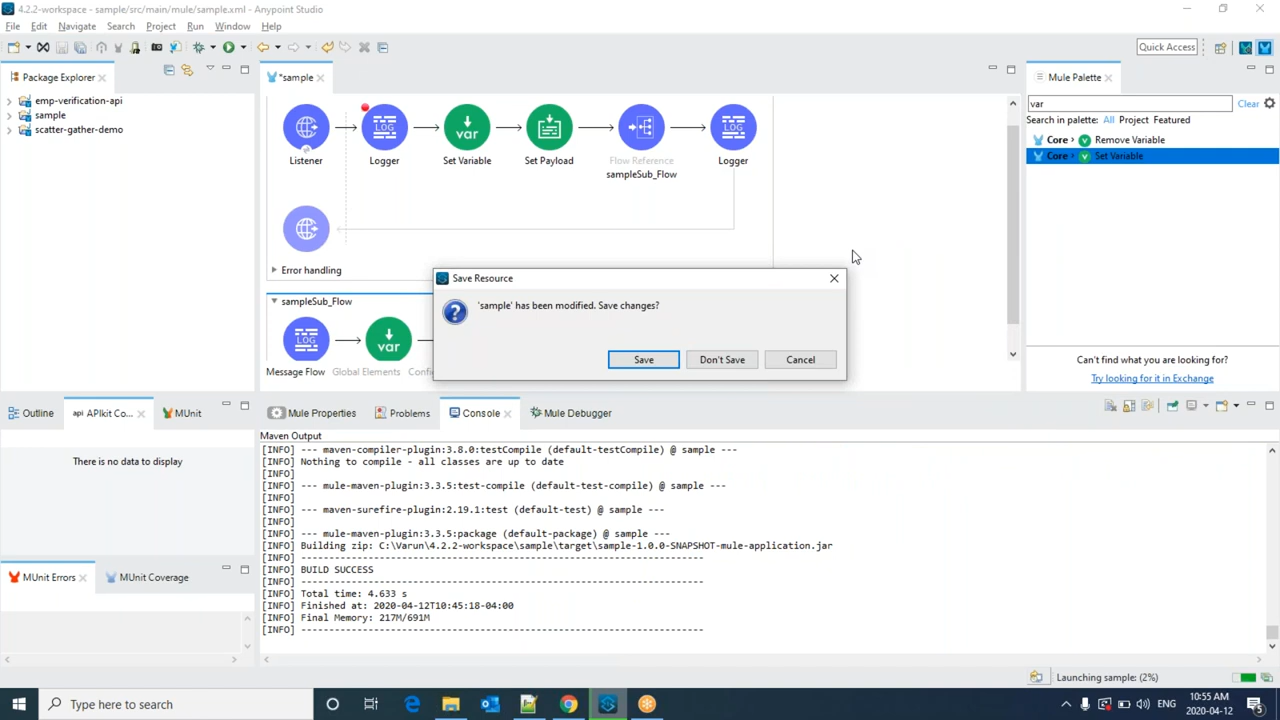 4.2.2-workspace - sample/src/main/mule/sample.xml - Anypoint Studio
File Edit Navigate Search Project Run Window Help
Quick Access
Package Explorer
emp-verification-api
sample
scatter-gather-demo
*sample
LOG
var
LOG
Listener
Logger
Set Variable
Set Payload
Flow Reference
sampleSub_Flow
Logger
Error handling
sampleSub_Flow
LOG
var
Message Flow Global Elements
Mule Palette
var
Clear
Search in palette: All Project Featured
Core > Remove Variable
Core > Set Variable
Can't find what you are looking for?
Try looking for it in Exchange
Save Resource
'sample' has been modified. Save changes?
Save
Don't Save
Cancel
Outline
api APIkit Co...
MUnit
There is no data to display
MUnit Errors
MUnit Coverage
Mule Properties
Problems
Console
Mule Debugger
Maven Output
[INFO] --- maven-compiler-plugin:3.8.0:testCompile (default-testCompile) @ sample ---
[INFO] Nothing to compile - all classes are up to date
[INFO]
[INFO] --- mule-maven-plugin:3.3.5:test-compile (default-test-compile) @ sample ---
[INFO]
[INFO] --- maven-surefire-plugin:2.19.1:test (default-test) @ sample ---
[INFO]
[INFO] --- mule-maven-plugin:3.3.5:package (default-package) @ sample ---
[INFO] Building zip: C:\Varun\4.2.2-workspace\sample\target\sample-1.0.0-SNAPSHOT-mule-application.jar
[INFO] ------------------------------------------------------------------------
[INFO] BUILD SUCCESS
[INFO] ------------------------------------------------------------------------
[INFO] Total time: 4.633 s
[INFO] Finished at: 2020-04-12T10:45:18-04:00
[INFO] Final Memory: 217M/691M
[INFO] ------------------------------------------------------------------------
Launching sample: (2%)
Type here to search
ENG
10:55 AM
2020-04-12
5